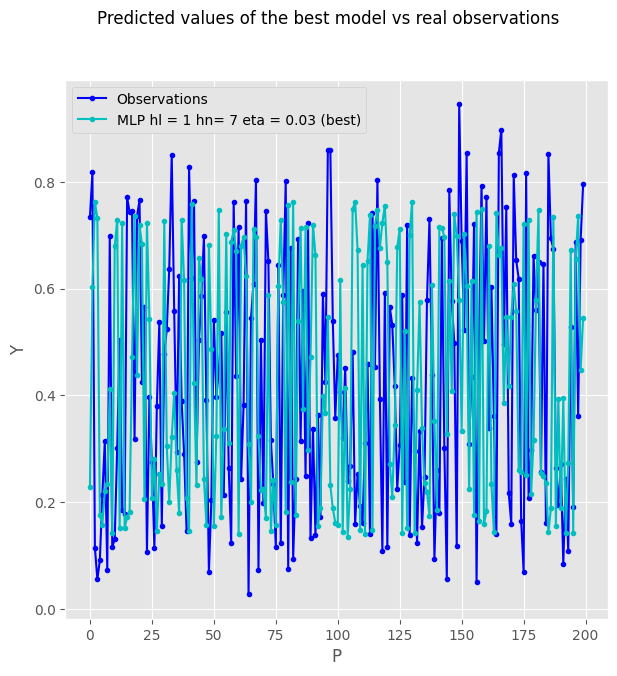 Predicted values of the best model vs real observations
Observations
MLP hl = 1 hn= 7 eta = 0.03 (best)
Y
0.8
0.6
0.4
0.2
0.0
0 25 50 75 100 125 150 175 200
P